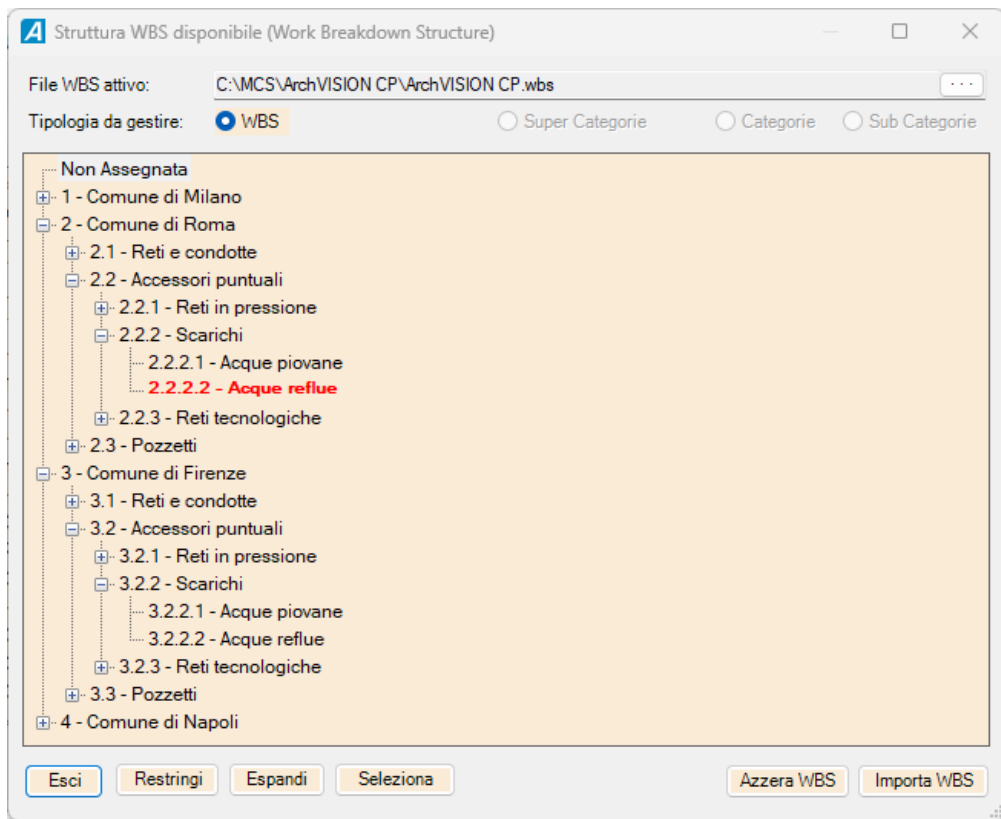 Struttura WBS disponibile (Work Breakdown Structure)
File WBS attivo: C:\MCS\ArchVISION CP\ArchVISION CP.wbs ...
Tipologia da gestire: WBS Super Categorie Categorie Sub Categorie
Non Assegnata
1 - Comune di Milano
2 - Comune di Roma
2.1 - Reti e condotte
2.2 - Accessori puntuali
2.2.1 - Reti in pressione
2.2.2 - Scarichi
2.2.2.1 - Acque piovane
2.2.2.2 - Acque reflue
2.2.3 - Reti tecnologiche
2.3 - Pozzetti
3 - Comune di Firenze
3.1 - Reti e condotte
3.2 - Accessori puntuali
3.2.1 - Reti in pressione
3.2.2 - Scarichi
3.2.2.1 - Acque piovane
3.2.2.2 - Acque reflue
3.2.3 - Reti tecnologiche
3.3 - Pozzetti
4 - Comune di Napoli
Esci Restringi Espandi Seleziona Azzera WBS Importa WBS